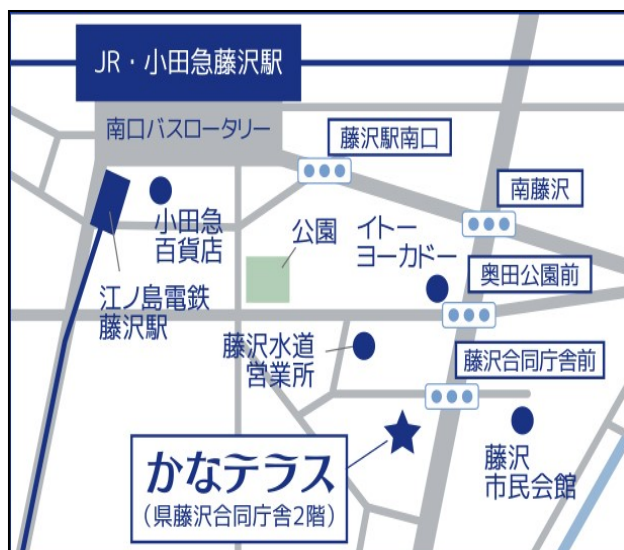 JR・小田急藤沢駅
南口バスロータリー
藤沢駅南口
南藤沢
小田急
百貨店
公園
イトー
ヨーカドー
奥田公園前
江ノ島電鉄
藤沢駅
藤沢水道
営業所
藤沢合同庁舎前
かなテラス
（県藤沢合同庁舎2階）
藤沢
市民会館